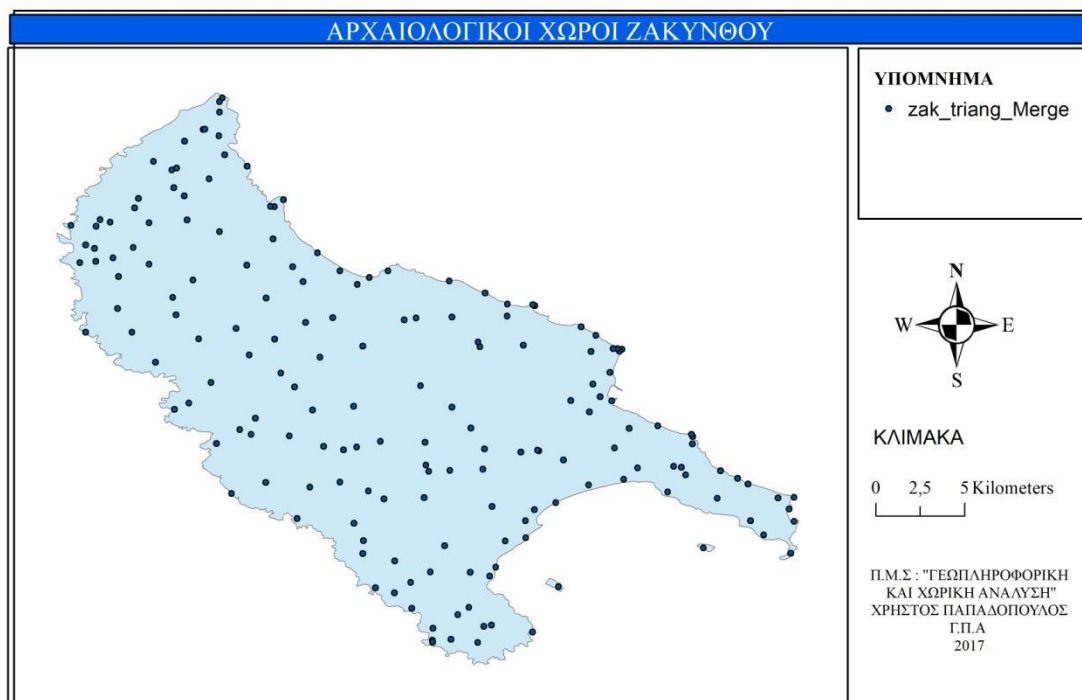 ΑΡΧΑΙΟΛΟΓΙΚΟΙ ΧΩΡΟΙ ΖΑΚΥΝΘΟΥ
ΥΠΟΜΝΗΜΑ
zak_triang_Merge
N
W E
S
ΚΛΙΜΑΚΑ
0 2,5 5 Kilometers
Π.Μ.Σ : "ΓΕΩΠΛΗΡΟΦΟΡΙΚΗ
ΚΑΙ ΧΩΡΙΚΗ ΑΝΑΛΥΣΗ"
ΧΡΗΣΤΟΣ ΠΑΠΑΔΟΠΟΥΛΟΣ
Γ.Π.Α
2017